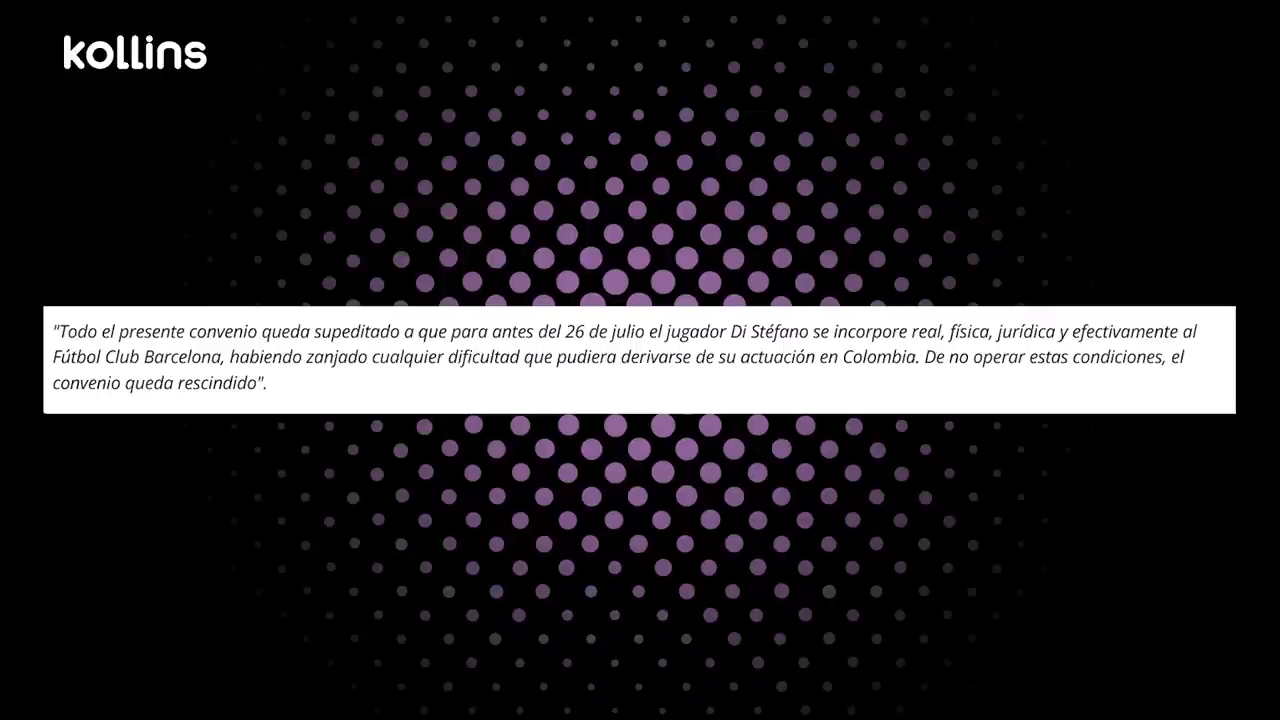 kollins
"Todo el presente convenio queda supeditado a que para antes del 26 de julio el jugador Di Stéfano se incorpore real, física, jurídica y efectivamente al
Fútbol Club Barcelona, habiendo zanjado cualquier dificultad que pudiera derivarse de su actuación en Colombia. De no operar estas condiciones, el
convenio queda rescindido".